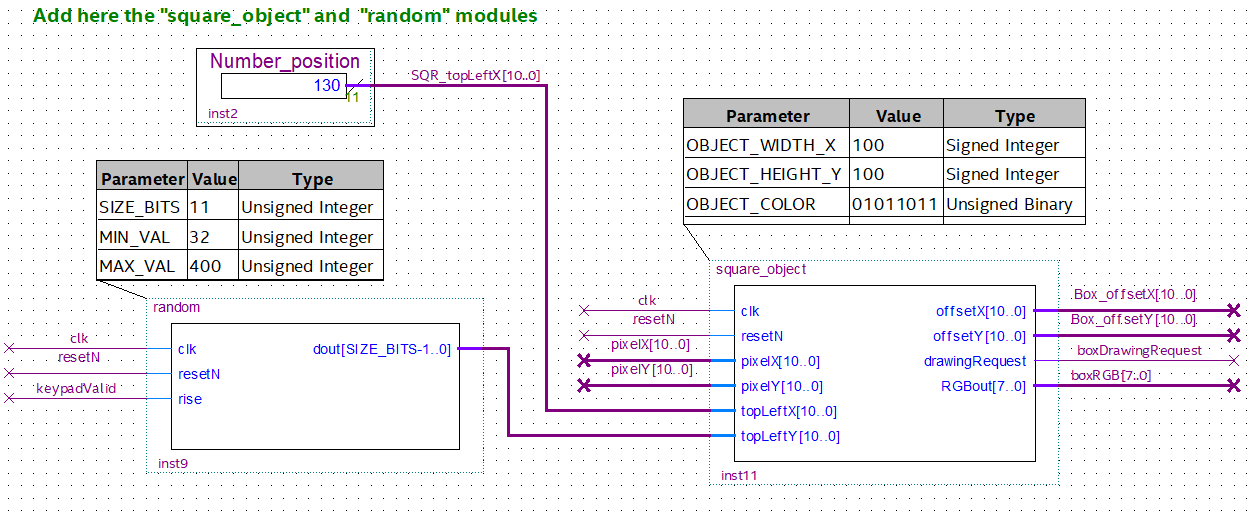 Add here the "square_object" and "random" modules
Number_position
130
11
inst2
SQR_topLeftX[10..0]
Parameter Value Type
SIZE_BITS 11 Unsigned Integer
MIN_VAL 32 Unsigned Integer
MAX_VAL 400 Unsigned Integer
Parameter Value Type
OBJECT_WIDTH_X 100 Signed Integer
OBJECT_HEIGHT_Y 100 Signed Integer
OBJECT_COLOR 01011011 Unsigned Binary
random
clk
resetN
keypadValid
clk
resetN
rise
dout[SIZE_BITS-1..0]
inst9
square_object
clk
resetN
pixelX[10..0]
pixelY[10..0]
clk
resetN
pixelX[10..0]
pixelY[10..0]
topLeftX[10..0]
topLeftY[10..0]
offsetX[10..0]
offsetY[10..0]
drawingRequest
RGBout[7..0]
Box_offsetX[10..0]
Box_offsetY[10..0]
boxDrawingRequest
boxRGB[7..0]
inst11